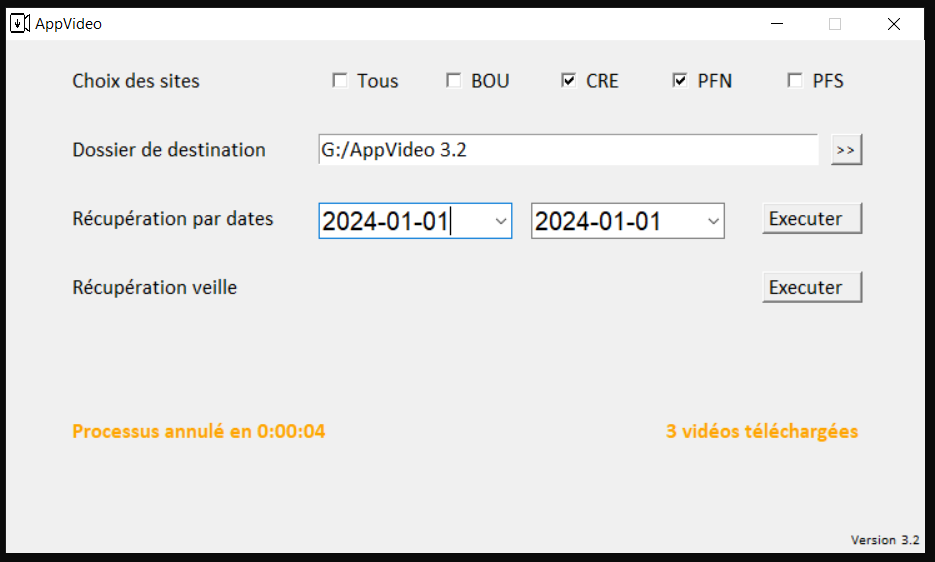 AppVideo
Choix des sites Tous BOU CRE PFN PFS
Dossier de destination G:/AppVideo 3.2 >>
Récupération par dates 2024-01-01 2024-01-01 Executer
Récupération veille Executer
Processus annulé en 0:00:04 3 vidéos téléchargées
Version 3.2